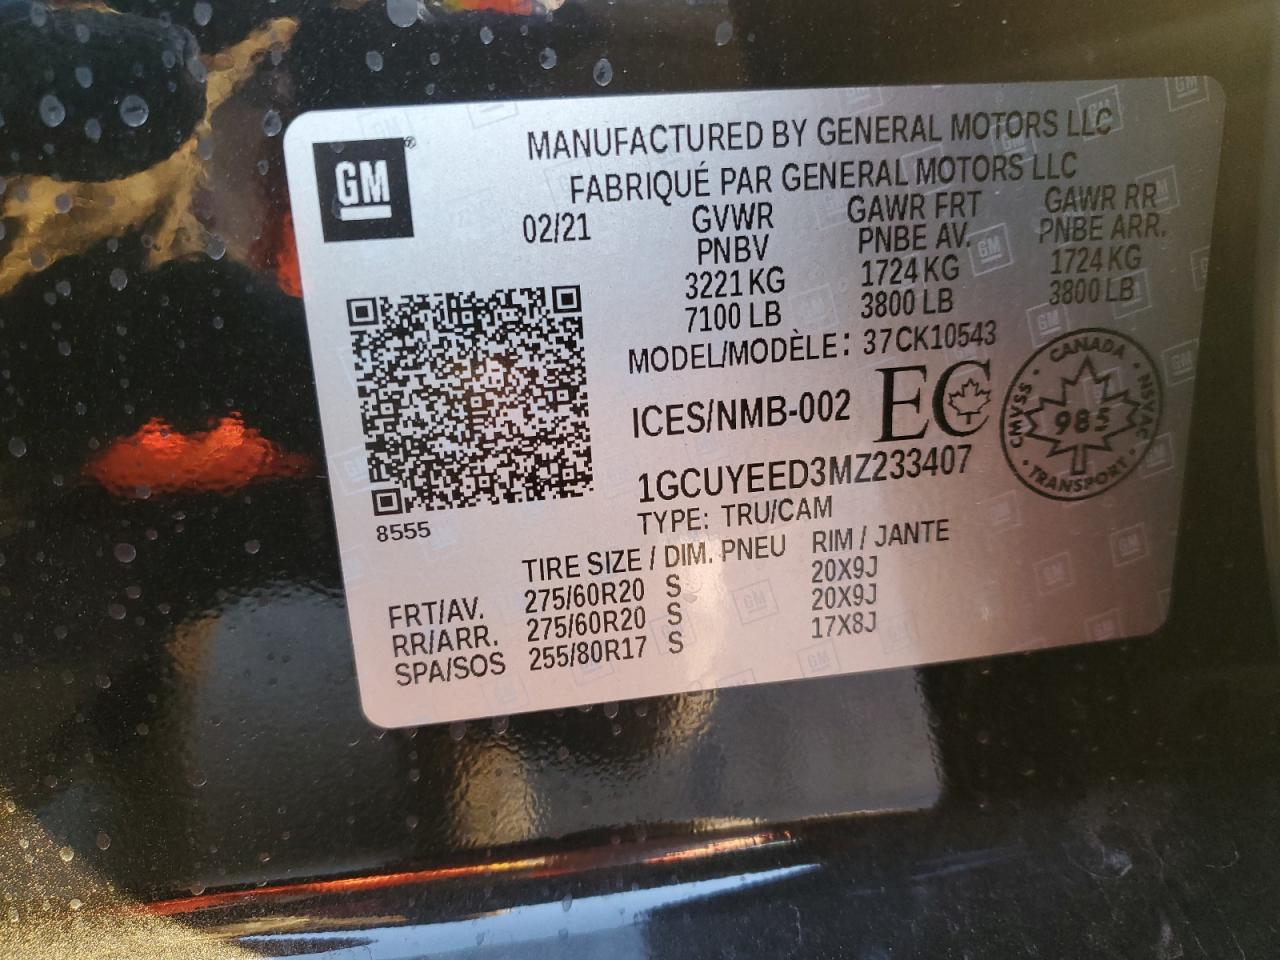 GM®
MANUFACTURED BY GENERAL MOTORS LLC
FABRIQUÉ PAR GENERAL MOTORS LLC
02/21 GVWR GAWR FRT GAWR RR
PNBV PNBE AV. PNBE ARR.
3221 KG 1724 KG 1724 KG
7100 LB 3800 LB 3800 LB
MODEL/MODÈLE: 37CK10543
ICES/NMB-002 EC
CANADA
CMVSS 985 NSVAC
TRANSPORT
1GCUYEED3MZ233407
8555
TYPE: TRU/CAM
TIRE SIZE / DIM. PNEU RIM / JANTE
FRT/AV. 275/60R20 S 20X9J
RR/ARR. 275/60R20 S 20X9J
SPA/SOS 255/80R17 S 17X8J